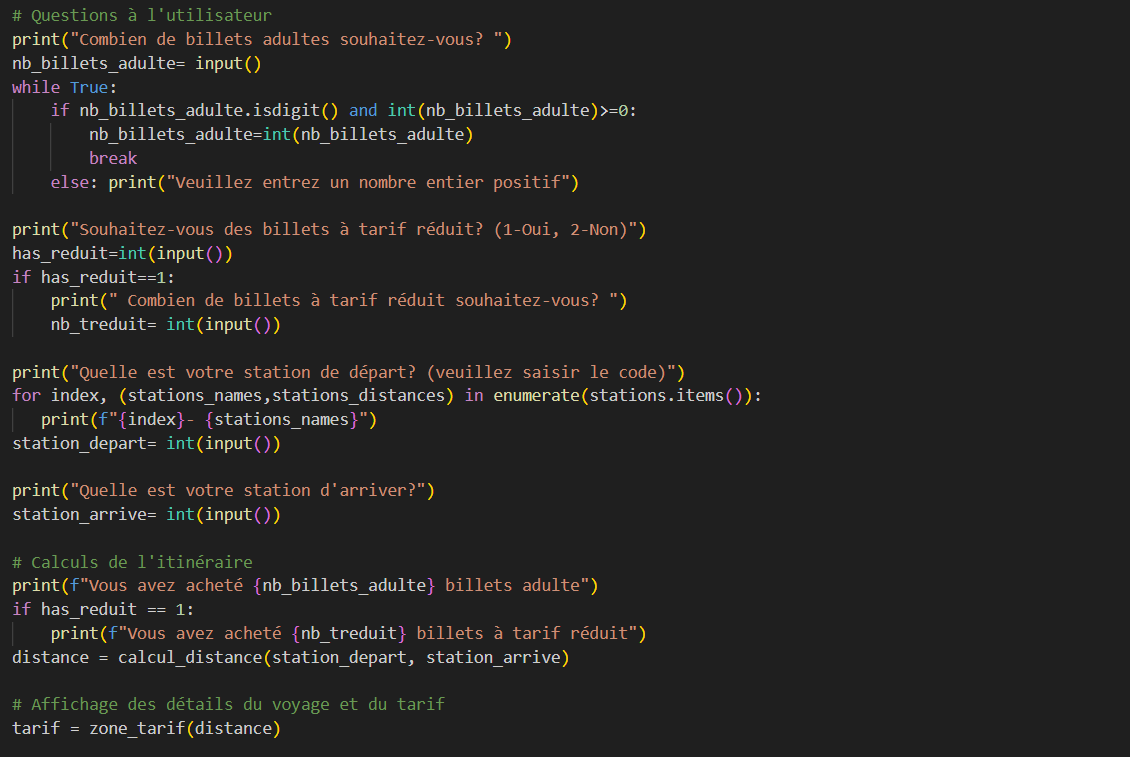 # Questions à l'utilisateur
print("Combien de billets adultes souhaitez-vous? ")
nb_billets_adulte= input()
while True:
    if nb_billets_adulte.isdigit() and int(nb_billets_adulte)>=0:
        nb_billets_adulte=int(nb_billets_adulte)
        break
    else: print("Veuillez entrez un nombre entier positif")

print("Souhaitez-vous des billets à tarif réduit? (1-Oui, 2-Non)")
has_reduit=int(input())
if has_reduit==1:
    print(" Combien de billets à tarif réduit souhaitez-vous? ")
    nb_treduit= int(input())

print("Quelle est votre station de départ? (veuillez saisir le code)")
for index, (stations_names,stations_distances) in enumerate(stations.items()):
   print(f"{index}- {stations_names}")
station_depart= int(input())

print("Quelle est votre station d'arriver?")
station_arrive= int(input())

# Calculs de l'itinéraire
print(f"Vous avez acheté {nb_billets_adulte} billets adulte")
if has_reduit == 1:
    print(f"Vous avez acheté {nb_treduit} billets à tarif réduit")
distance = calcul_distance(station_depart, station_arrive)

# Affichage des détails du voyage et du tarif
tarif = zone_tarif(distance)